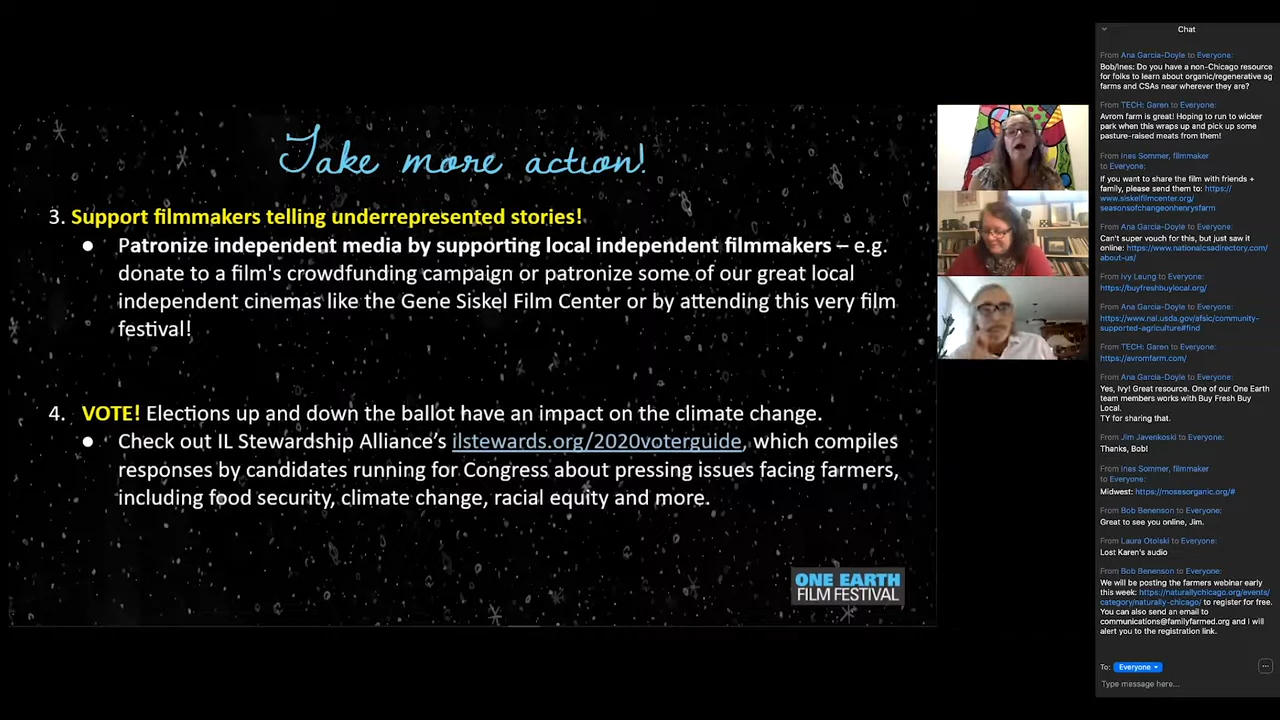 Take more action!
3. Support filmmakers telling underrepresented stories!
● Patronize independent media by supporting local independent filmmakers – e.g.
donate to a film's crowdfunding campaign or patronize some of our great local
independent cinemas like the Gene Siskel Film Center or by attending this very film
festival!
4. VOTE! Elections up and down the ballot have an impact on the climate change.
● Check out IL Stewardship Alliance’s ilstewards.org/2020voterguide, which compiles
responses by candidates running for Congress about pressing issues facing farmers,
including food security, climate change, racial equity and more.
ONE EARTH
FILM FESTIVAL
Chat
From Ana Garcia-Doyle to Everyone:
Bob/Ines: Do you have a non-Chicago resource
for folks to learn about organic/regenerative ag
farms and CSAs near wherever they are?
From TECH: Garen to Everyone:
Avrom farm is great! Hoping to run to wicker
park when this wraps up and pick up some
pasture-raised meats from them!
From Ines Sommer, filmmaker
to Everyone:
If you want to share the film with friends +
family, please send them to: https://
www.siskelfilmcenter.org/
seasonsofchangeonhenrysfarm
From Ana Garcia-Doyle to Everyone:
Can't super vouch for this, but just saw it
online: https://www.nationalcsadirectory.com/
about-us/
From Ivy Leung to Everyone:
https://buyfreshbuylocal.org/
From Ana Garcia-Doyle to Everyone:
https://www.nal.usda.gov/afsic/community-
supported-agriculture#find
From TECH: Garen to Everyone:
https://avromfarm.com/
From Ana Garcia-Doyle to Everyone:
Yes, Ivy! Great resource. One of our One Earth
team members works with Buy Fresh Buy
Local.
TY for sharing that.
From Jim Javenkoski to Everyone:
Thanks, Bob!
From Ines Sommer, filmmaker
to Everyone:
Midwest: https://mosesorganic.org/#
From Bob Benenson to Everyone:
Great to see you online, Jim.
From Laura Otolski to Everyone:
Lost Karen's audio
From Bob Benenson to Everyone:
We will be posting the farmers webinar early
this week: https://naturallychicago.org/events/
category/naturally-chicago/ to register for free.
You can also send an email to
communications@familyfarmed.org and I will
alert you to the registration link.
To: Everyone
Type message here...